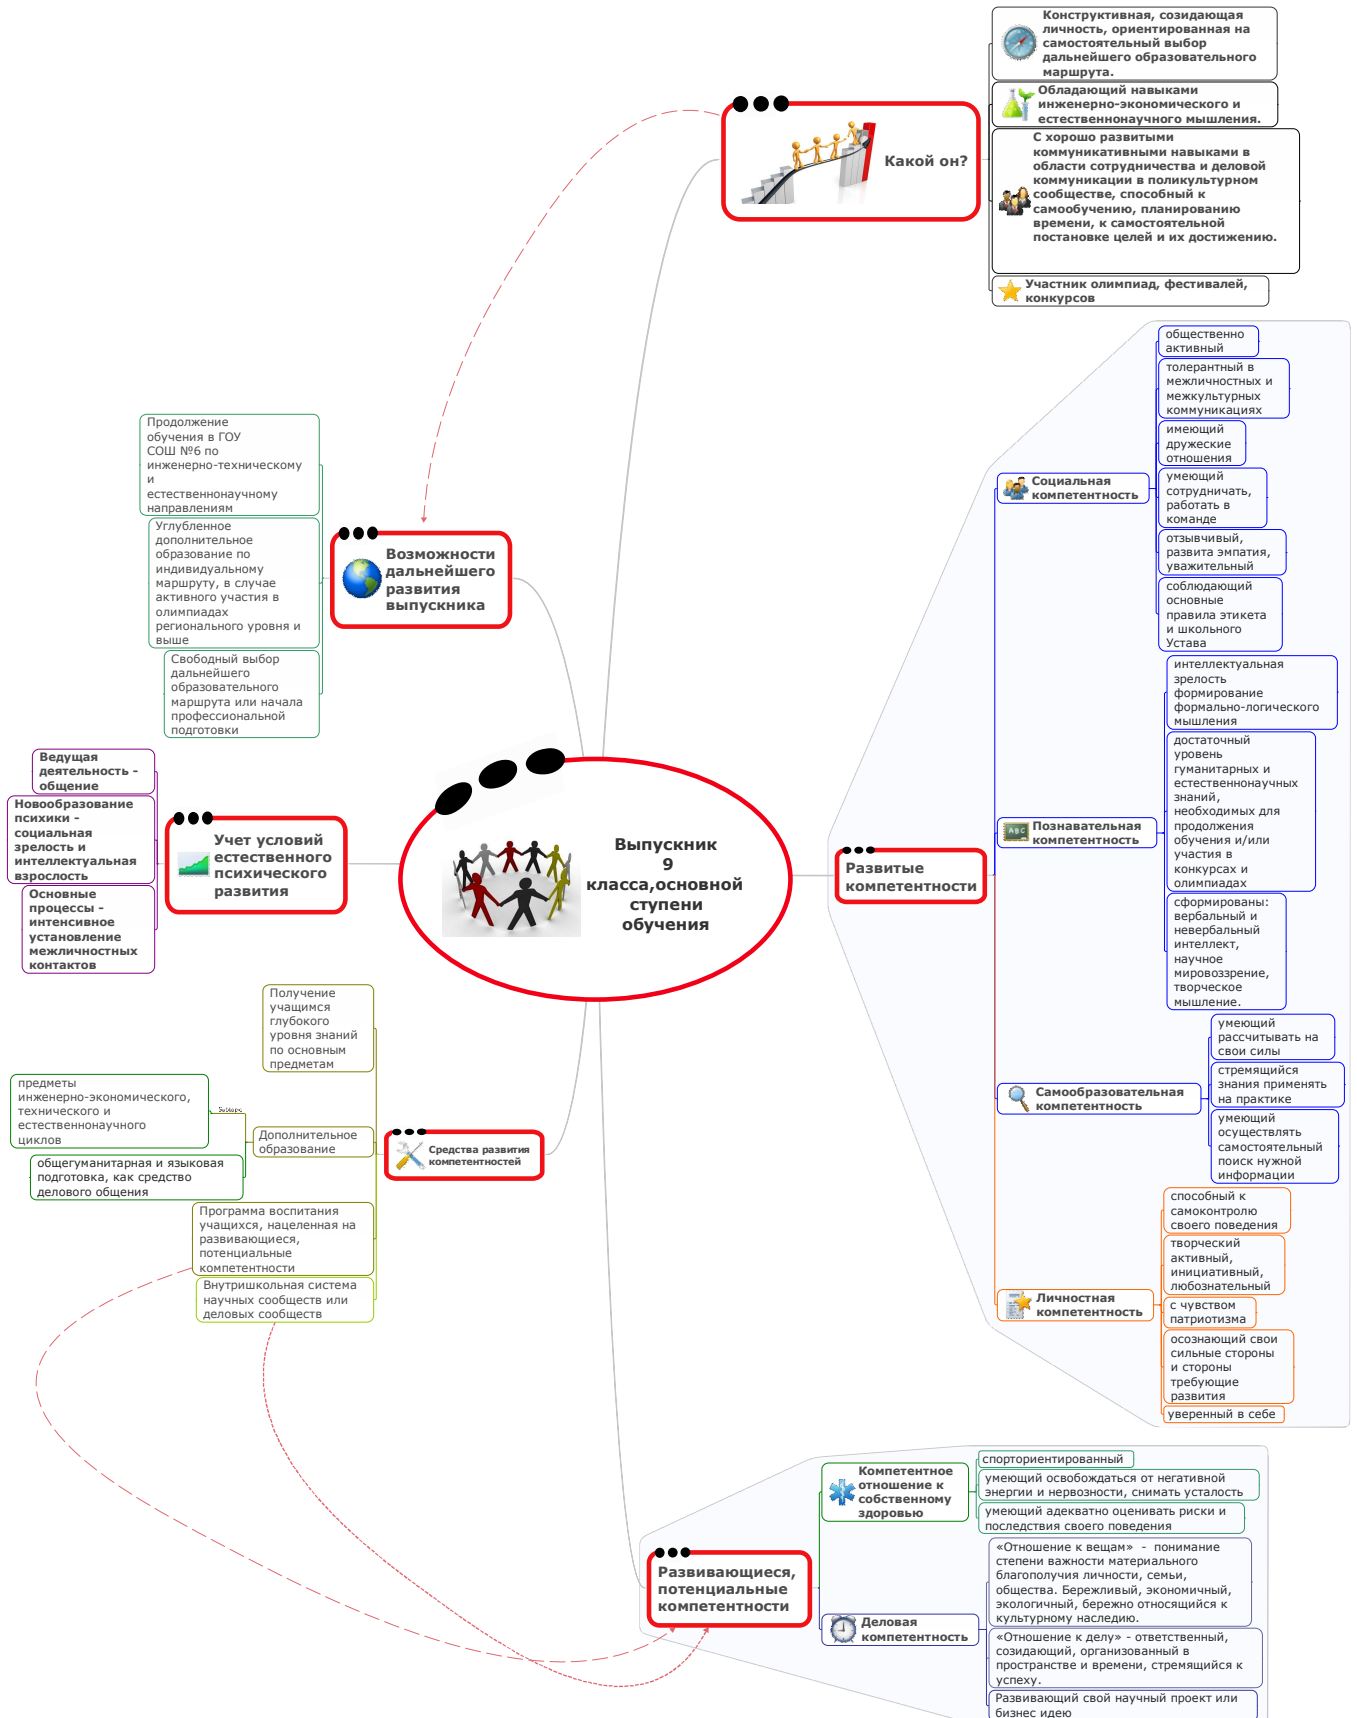 Конструктивная, созидающая
личность, ориентированная на
самостоятельный выбор
дальнейшего образовательного
маршрута.
Обладающий навыками
инженерно-экономического и
естественнонаучного мышления.
С хорошо развитыми
коммуникативными навыками в
области сотрудничества и деловой
коммуникации в поликультурном
сообществе, способный к
самообучению, планированию
времени, к самостоятельной
постановке целей и их достижению.
Участник олимпиад, фестивалей,
конкурсов
Какой он?
общественно
активный
толерантный в
межличностных и
межкультурных
коммуникациях
имеющий
дружеские
отношения
умеющий
сотрудничать,
работать в
команде
отзывчивый,
развита эмпатия,
уважительный
соблюдающий
основные
правила этикета
и школьного
Устава
Социальная
компетентность
интеллектуальная
зрелость
формирование
формально-логического
мышления
достаточный
уровень
гуманитарных и
естественнонаучных
знаний,
необходимых для
продолжения
обучения и/или
участия в
конкурсах и
олимпиадах
сформированы:
вербальный и
невербальный
интеллект,
научное
мировоззрение,
творческое
мышление.
ABC
Познавательная
компетентность
Развитые
компетентности
умеющий
рассчитывать на
свои силы
стремящийся
знания применять
на практике
умеющий
осуществлять
самостоятельный
поиск нужной
информации
Самообразовательная
компетентность
способный к
самоконтролю
своего поведения
творческий
активный,
инициативный,
любознательный
с чувством
патриотизма
осознающий свои
сильные стороны
и стороны
требующие
развития
уверенный в себе
Личностная
компетентность
Продолжение
обучения в ГОУ
СОШ №6 по
инженерно-техническому
и
естественнонаучному
направлениям
Углубленное
дополнительное
образование по
индивидуальному
маршруту, в случае
активного участия в
олимпиадах
регионального уровня и
выше
Свободный выбор
дальнейшего
образовательного
маршрута или начала
профессиональной
подготовки
Возможности
дальнейшего
развития
выпускника
Ведущая
деятельность -
общение
Новообразование
психики -
социальная
зрелость и
интеллектуальная
взрослость
Основные
процессы -
интенсивное
установление
межличностных
контактов
Учет условий
естественного
психического
развития
Выпускник
9
класса,основной
ступени
обучения
Получение
учащимся
глубокого
уровня знаний
по основным
предметам
предметы
инженерно-экономического,
технического и
естественнонаучного
циклов
общегуманитарная и языковая
подготовка, как средство
делового общения
Дополнительное
образование
Программа воспитания
учащихся, нацеленная на
развивающиеся,
потенциальные
компетентности
Внутришкольная система
научных сообществ или
деловых сообществ
Средства развития
компетентностей
Компетентное
отношение к
собственному
здоровью
спорториентированный
умеющий освобождаться от негативной
энергии и нервозности, снимать усталость
умеющий адекватно оценивать риски и
последствия своего поведения
Развивающиеся,
потенциальные
компетентности
Деловая
компетентность
«Отношение к вещам» - понимание
степени важности материального
благополучия личности, семьи,
общества. Бережливый, экономичный,
экологичный, бережно относящийся к
культурному наследию.
«Отношение к делу» - ответственный,
созидающий, организованный в
пространстве и времени, стремящийся к
успеху.
Развивающий свой научный проект или
бизнес идею